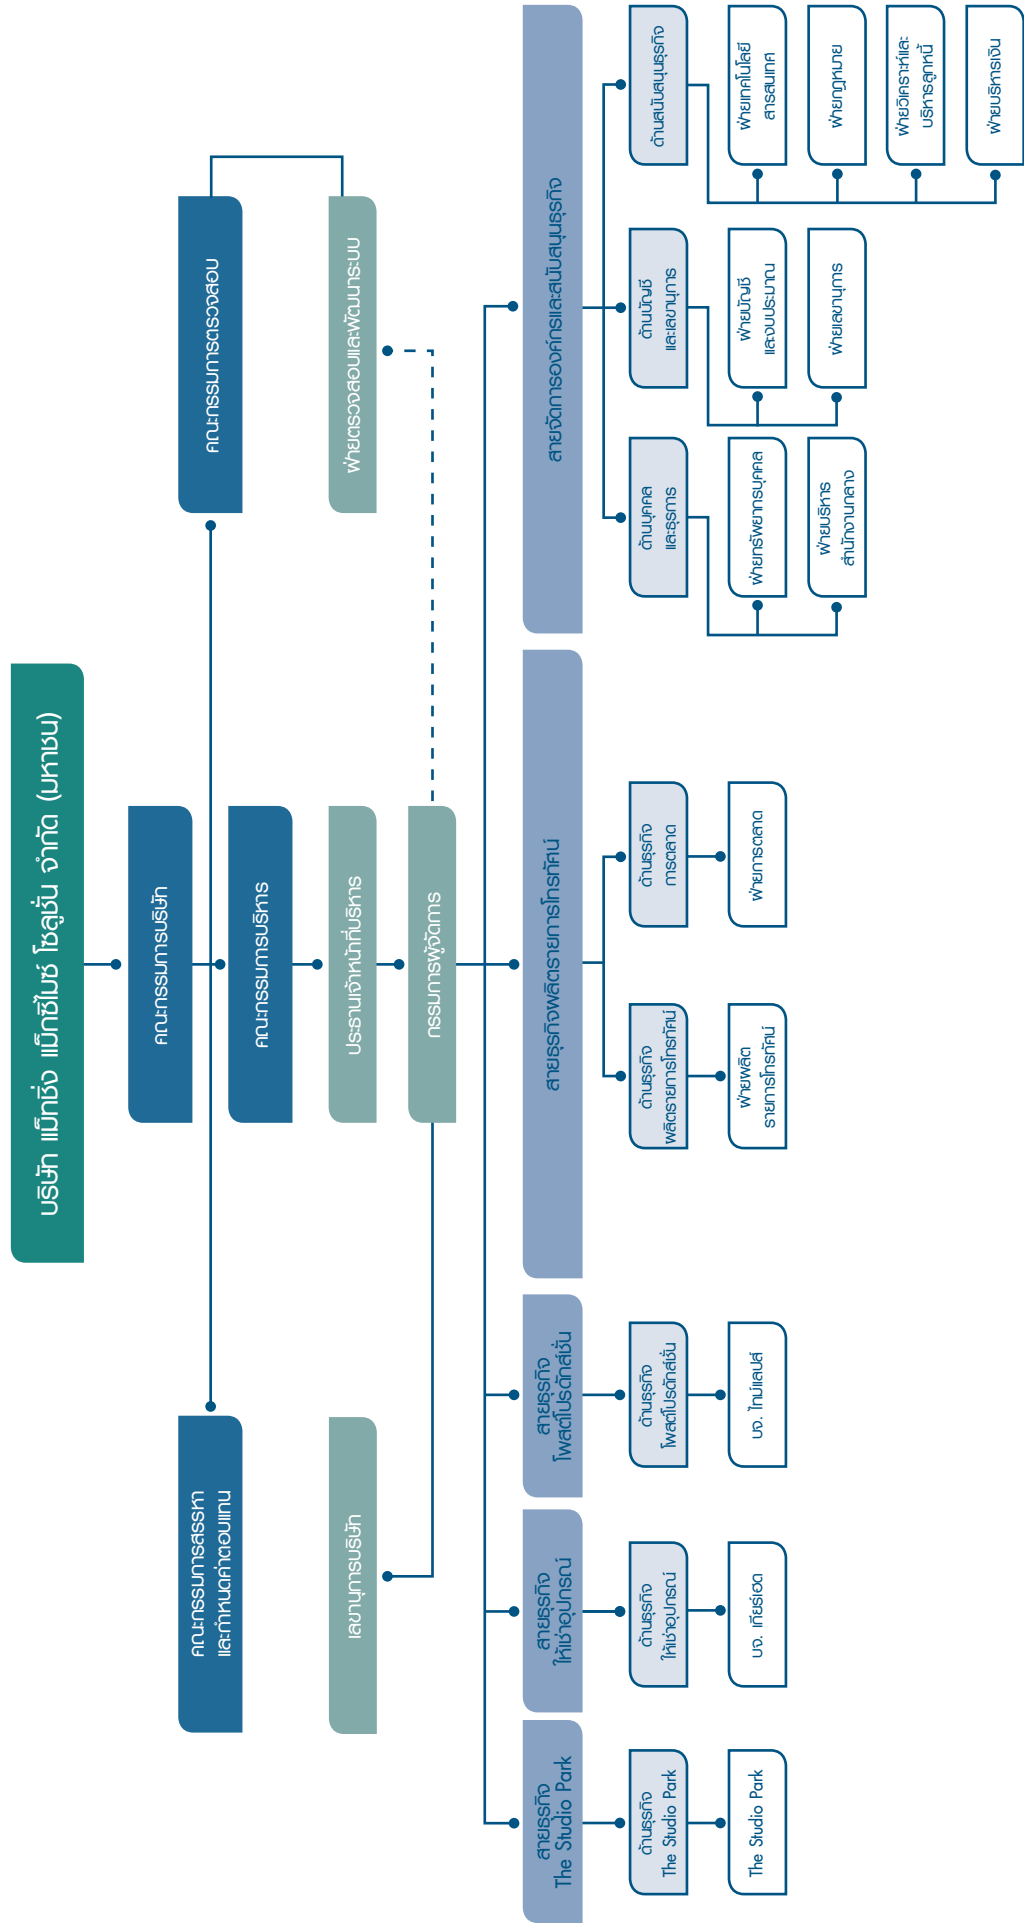 บริษัท แม็ทชิ่ง แม็กซิไมซ์ โซลูชั่น จำกัด (มหาชน)
คณะกรรมการบริษัท
คณะกรรมการสรรหา
และกำหนดค่าตอบแทน
คณะกรรมการตรวจสอบ
คณะกรรมการบริหาร
เลขานุการบริษัท
ประธานเจ้าหน้าที่บริหาร
ฝ่ายตรวจสอบและพัฒนาระบบ
กรรมการผู้จัดการ
สายธุรกิจ
The Studio Park
สายธุรกิจ
ให้เช่าอุปกรณ์
สายธุรกิจ
โพสต์โปรดักส์ชั่น
สายธุรกิจผลิตรายการโทรทัศน์
สายจัดการองค์กรและสนับสนุนธุรกิจ
ด้านธุรกิจ
The Studio Park
ด้านธุรกิจ
ให้เช่าอุปกรณ์
ด้านธุรกิจ
โพสต์โปรดักส์ชั่น
ด้านธุรกิจ
ผลิตรายการโทรทัศน์
ด้านธุรกิจ
การตลาด
ด้านบุคคล
และธุรการ
ด้านบัญชี
และเลขานุการ
ด้านสนับสนุนธุรกิจ
The Studio Park
บจ. เกียร์เฮด
บจ. ไทม์แลปส์
ฝ่ายผลิต
รายการโทรทัศน์
ฝ่ายการตลาด
ฝ่ายทรัพยากรบุคคล
ฝ่ายบัญชี
และงบประมาณ
ฝ่ายเทคโนโลยี
สารสนเทศ
ฝ่ายบริหาร
สำนักงานกลาง
ฝ่ายเลขานุการ
ฝ่ายกฎหมาย
ฝ่ายวิเคราะห์และ
บริหารลูกหนี้
ฝ่ายบริหารเงิน